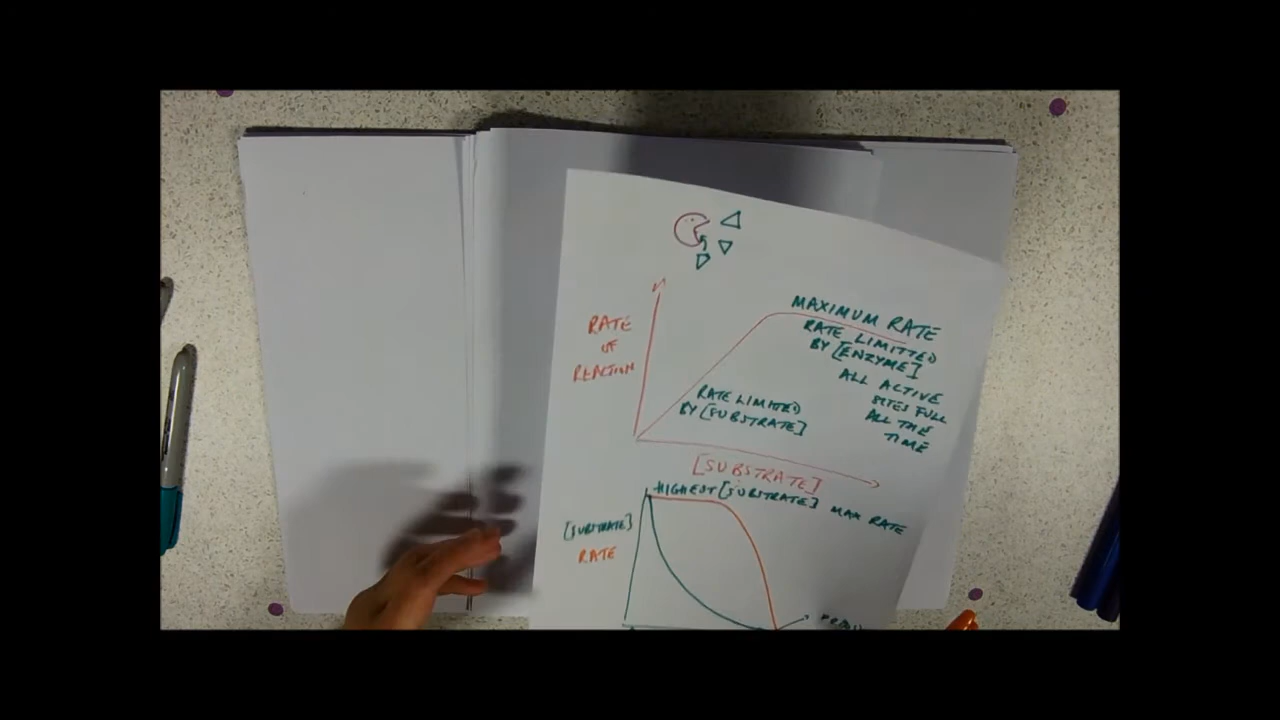 MAXIMUM RATE
RATE LIMITTED
BY [ENZYME]
ALL ACTIVE
SITES FULL
ALL THE
TIME
RATE
OF
REACTION
RATE LIMITED
BY [SUBSTRATE]
[SUBSTRATE]
HIGHEST [SUBSTRATE] MAX RATE
[SUBSTRATE]
RATE